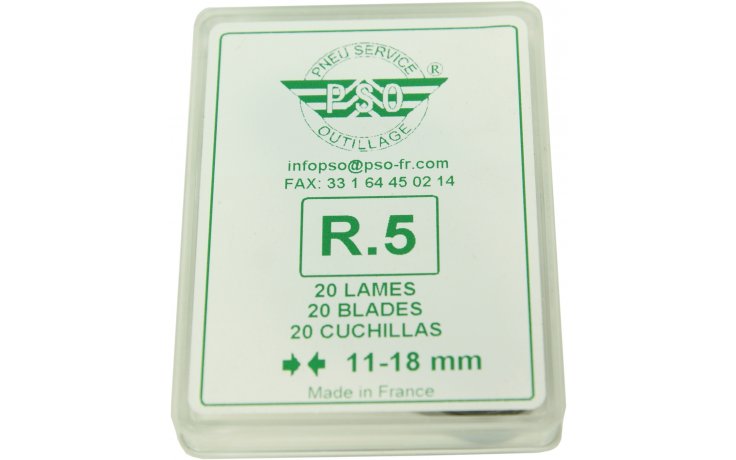 PNEU SERVICE
PSO ®
OUTILLAGE
infopso@pso-fr.com
FAX: 33 1 64 45 02 14
R.5
20 LAMES
20 BLADES
20 CUCHILLAS
11-18 mm
Made in France